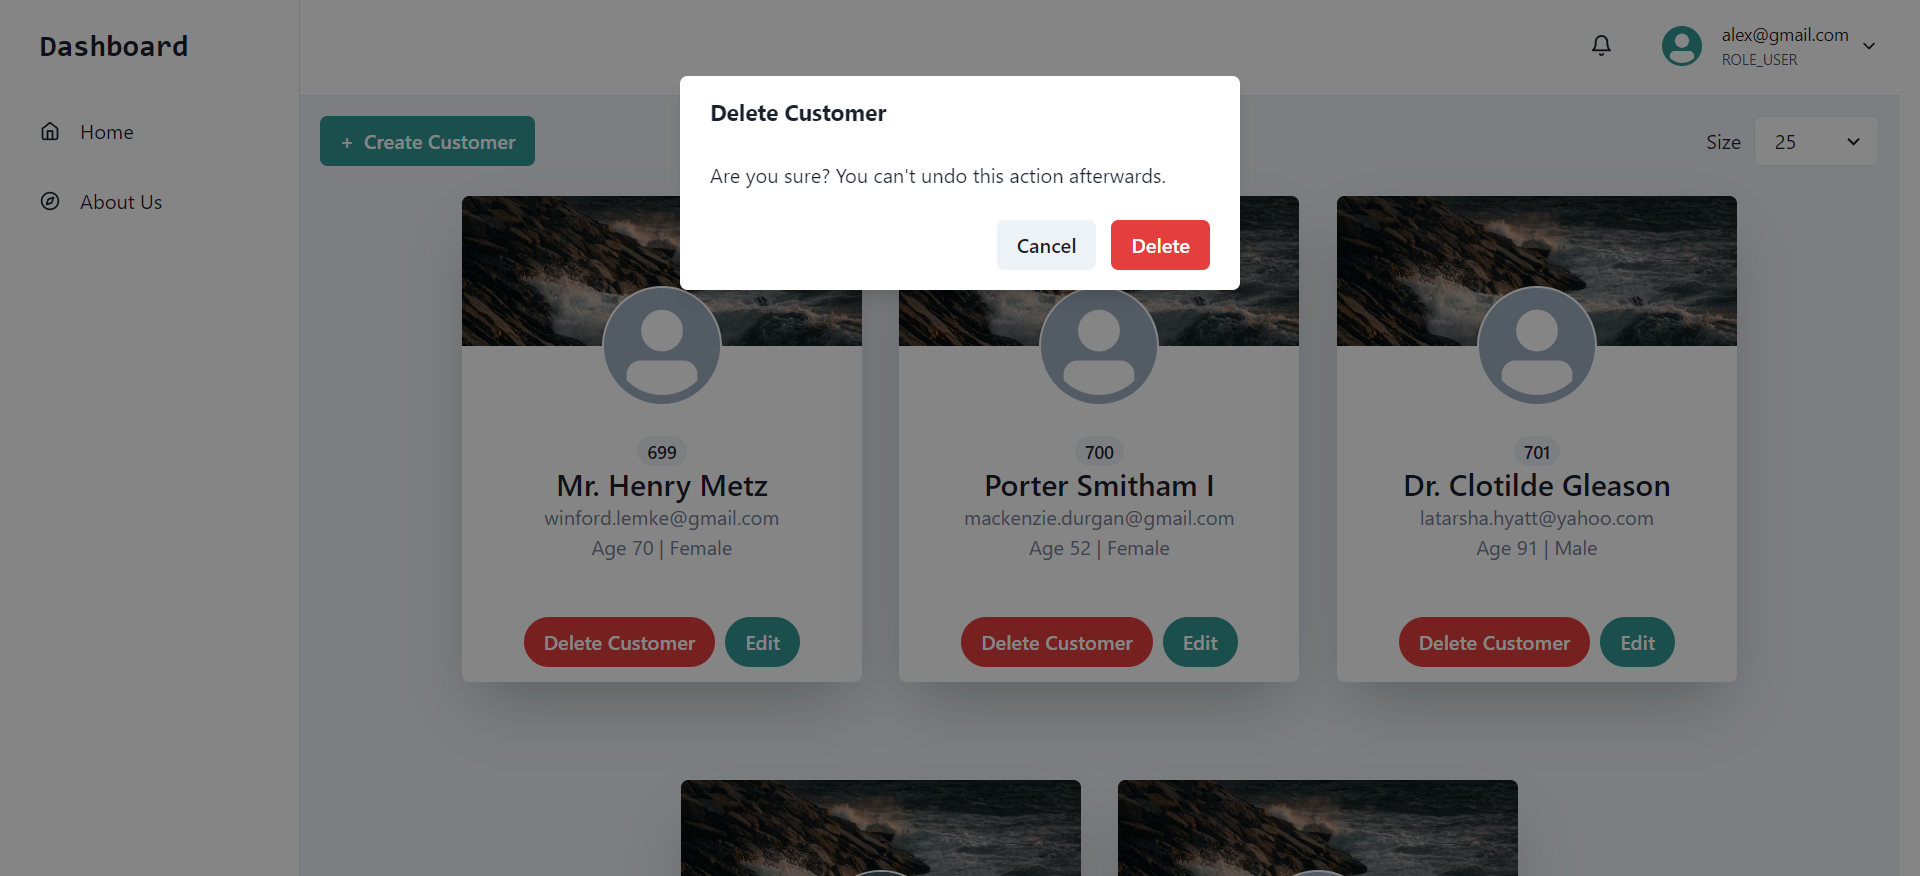 Dashboard
Home
About Us
alex@gmail.com
ROLE_USER
+ Create Customer
Size 25
Delete Customer
Are you sure? You can't undo this action afterwards.
Cancel Delete
699
Mr. Henry Metz
winford.lemke@gmail.com
Age 70 | Female
Delete Customer Edit
700
Porter Smitham I
mackenzie.durgan@gmail.com
Age 52 | Female
Delete Customer Edit
701
Dr. Clotilde Gleason
latarsha.hyatt@yahoo.com
Age 91 | Male
Delete Customer Edit